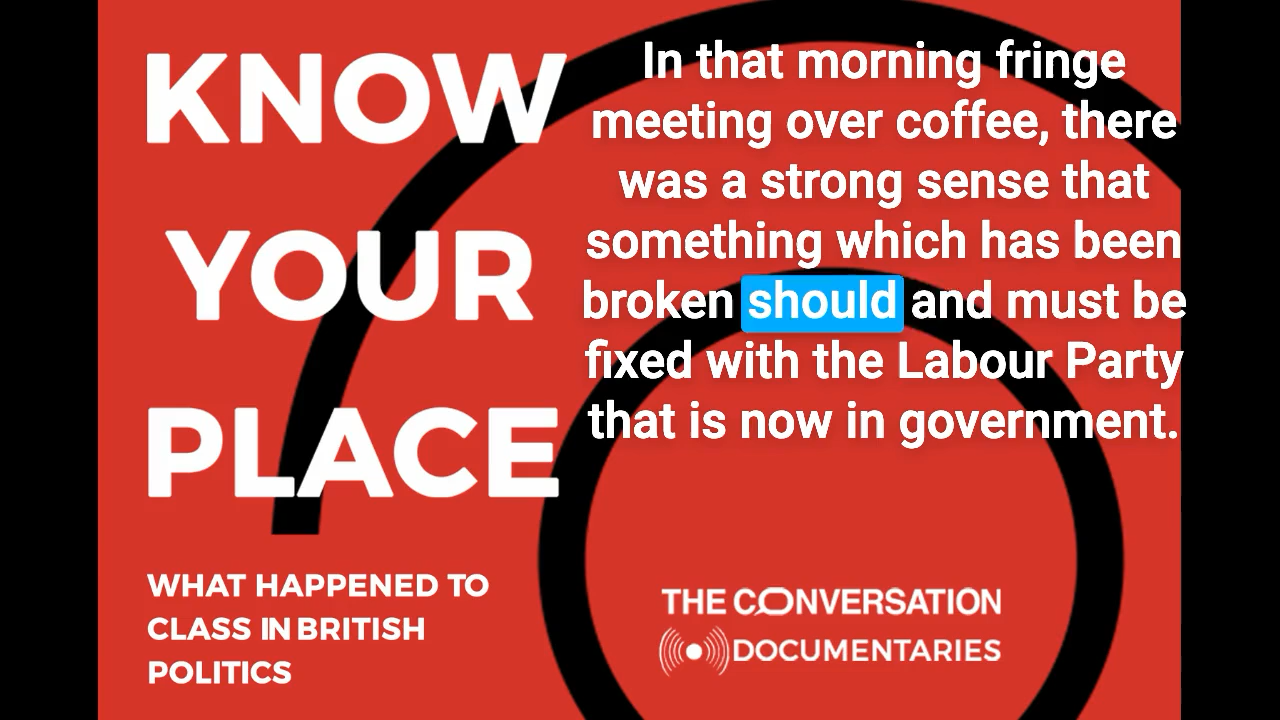 KNOW
YOUR
PLACE
WHAT HAPPENED TO
CLASS IN BRITISH
POLITICS
In that morning fringe
meeting over coffee, there
was a strong sense that
something which has been
broken should and must be
fixed with the Labour Party
that is now in government.
THE CONVERSATION
DOCUMENTARIES